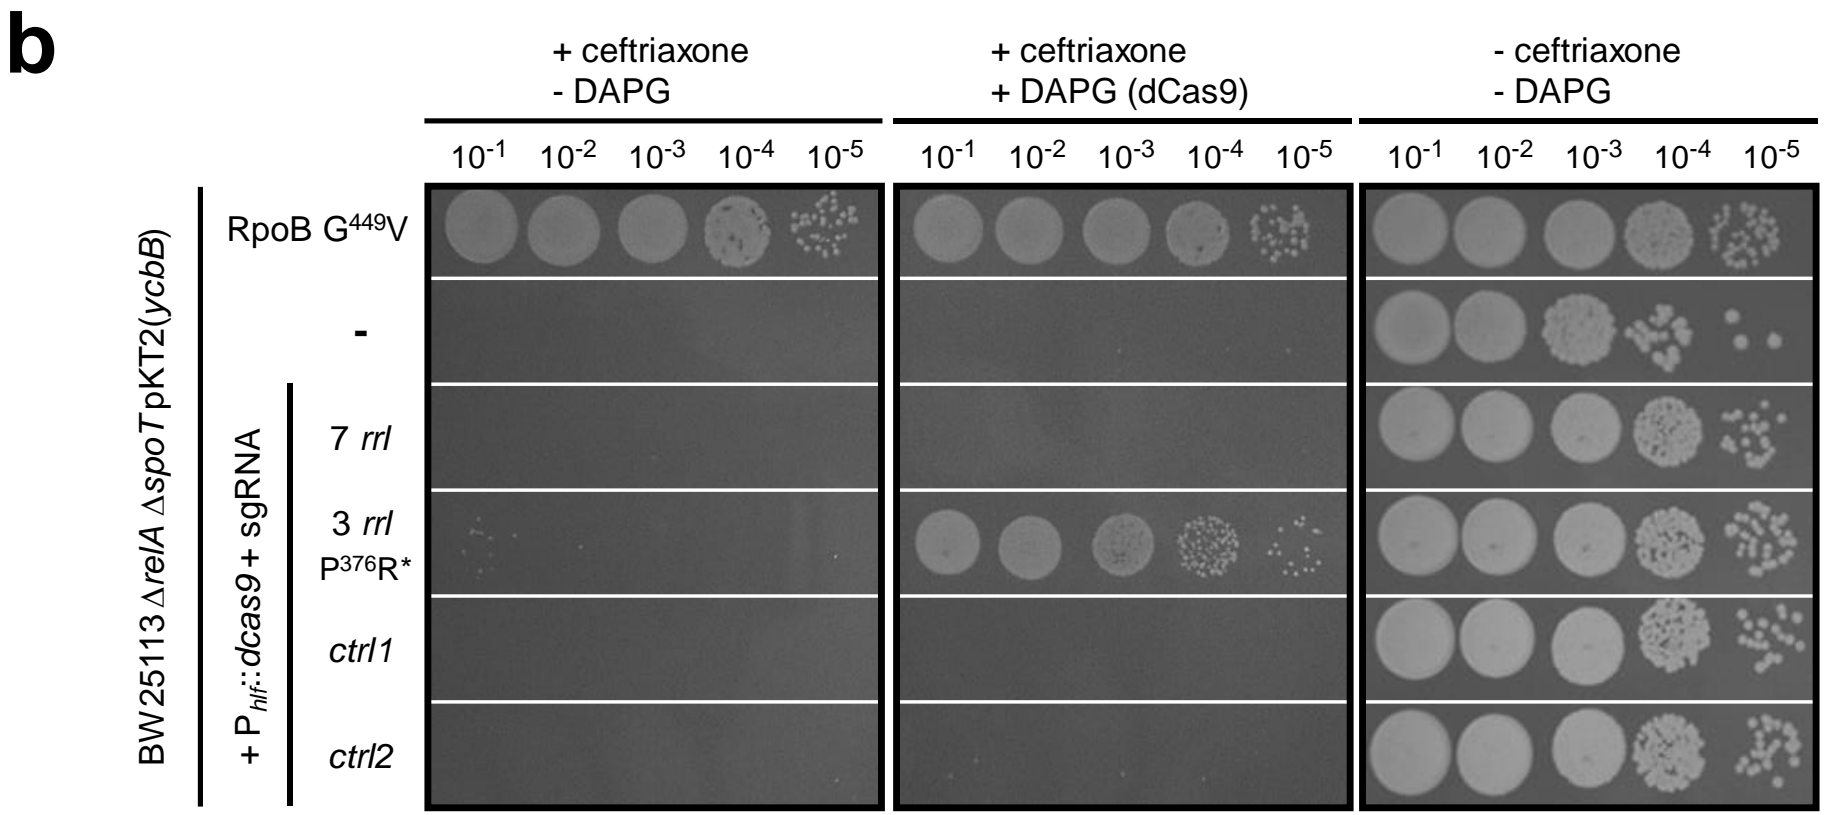 b
+ ceftriaxone
- DAPG
+ ceftriaxone
+ DAPG (dCas9)
- ceftriaxone
- DAPG
10-1 10-2 10-3 10-4 10-5
10-1 10-2 10-3 10-4 10-5
10-1 10-2 10-3 10-4 10-5
BW25113 ΔrelA ΔspoT pKT2(ycbB)
RpoB G449V
-
+ Phlf::dcas9 + sgRNA
7 rrl
3 rrl
P376R*
ctrl1
ctrl2